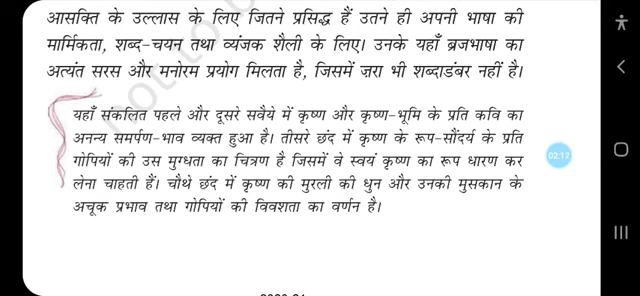 आसक्ति के उल्लास के लिए जितने प्रसिद्ध हैं उतने ही अपनी भाषा की
मार्मिकता, शब्द-चयन तथा व्यंजक शैली के लिए। उनके यहाँ ब्रजभाषा का
अत्यंत सरस और मनोरम प्रयोग मिलता है, जिसमें ज़रा भी शब्दाडंबर नहीं है।
यहाँ संकलित पहले और दूसरे सवैये में कृष्ण और कृष्ण-भूमि के प्रति कवि का
अनन्य समर्पण-भाव व्यक्त हुआ है। तीसरे छंद में कृष्ण के रूप-सौंदर्य के प्रति
गोपियों की उस मुग्धता का चित्रण है जिसमें वे स्वयं कृष्ण का रूप धारण कर
लेना चाहती हैं। चौथे छंद में कृष्ण की मुरली की धुन और उनकी मुसकान के
अचूक प्रभाव तथा गोपियों की विवशता का वर्णन है।
02:12